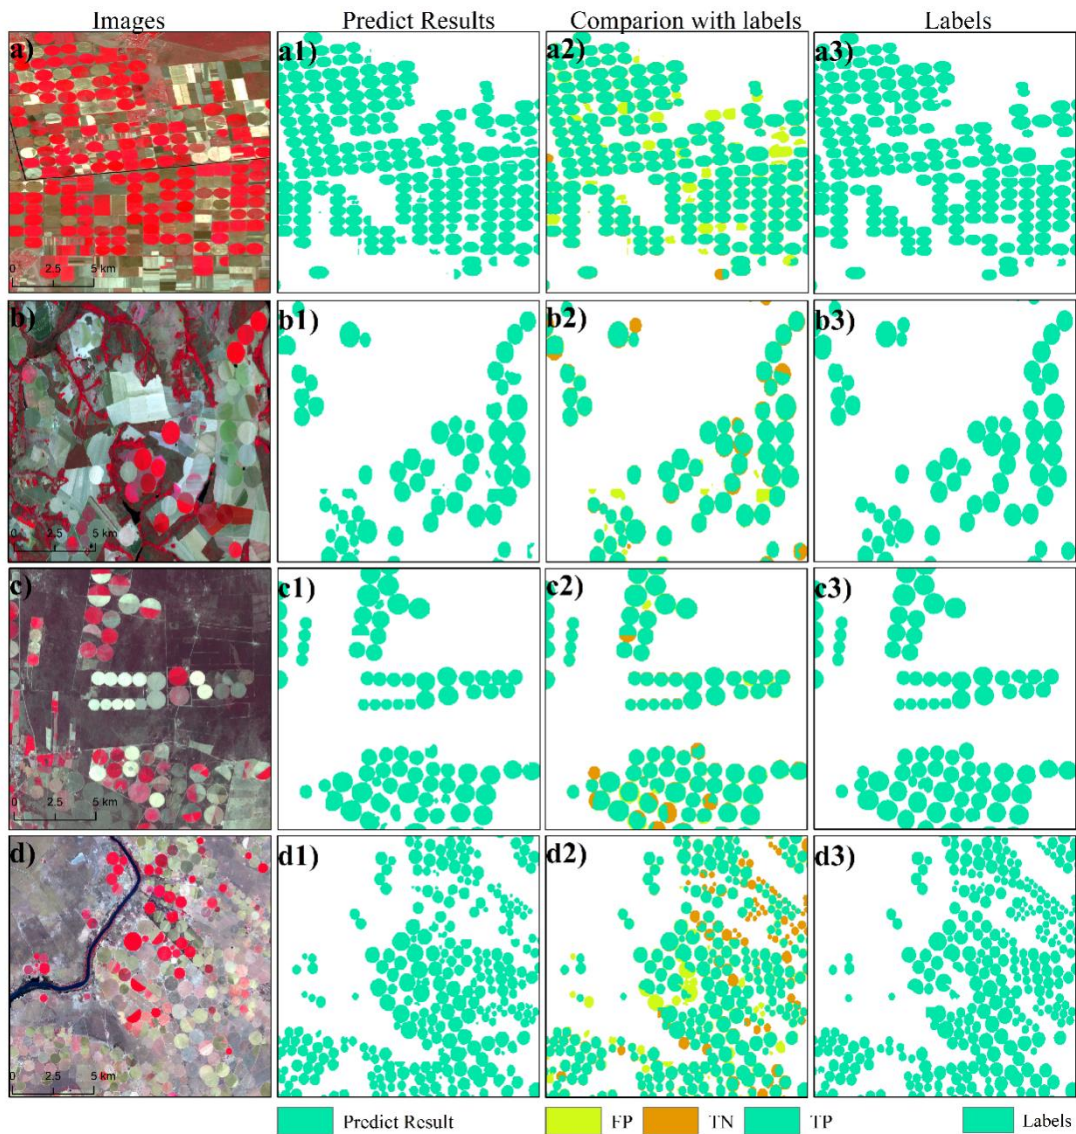 Images Predict Results Comparion with labels Labels
a) a1) a2) a3)
0 2.5 5 km
b) b1) b2) b3)
0 2.5 5 km
c) c1) c2) c3)
0 2.5 5 km
d) d1) d2) d3)
0 2.5 5 km
Predict Result FP TN TP Labels